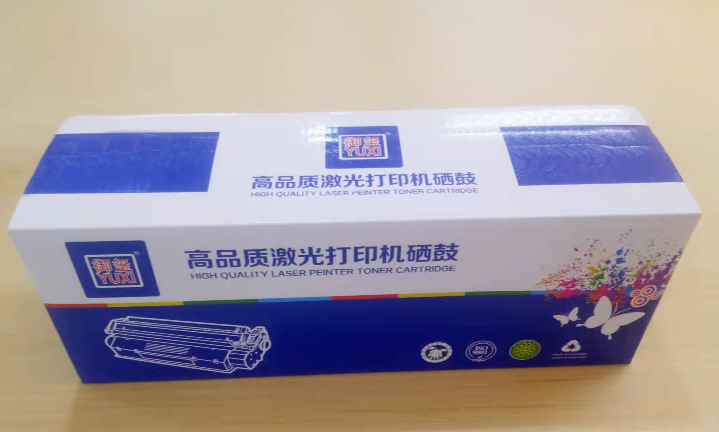 御玺
YUXI
高品质激光打印机硒鼓
HIGH QUALITY LASER PEINTER TONER CARTRIDGE
御玺
YUXI
高品质激光打印机硒鼓
HIGH QUALITY LASER PEINTER TONER CARTRIDGE
ISO
9001